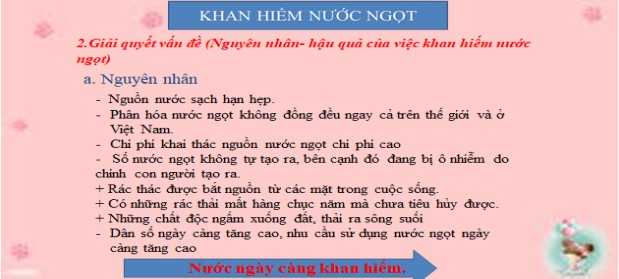 KHAN HIẾM NƯỚC NGỌT
2.Giải quyết vấn đề (Nguyên nhân- hậu quả của việc khan hiếm nước
ngọt)
a. Nguyên nhân
- Nguồn nước sạch hạn hẹp.
- Phân hóa nước ngọt không đồng đều ngay cả trên thế giới và ở
Việt Nam.
- Chi phí khai thác nguồn nước ngọt chi phí cao
- Số nước ngọt không tự tạo ra, bên cạnh đó đang bị ô nhiễm do
chính con người tạo ra.
+ Rác thác được bắt nguồn từ các mặt trong cuộc sống.
+ Có những rác thải mất hàng chục năm mà chưa tiêu hủy được.
+ Những chất độc ngấm xuống đất, thải ra sông suối
- Dân số ngày càng tăng cao, nhu cầu sử dụng nước ngọt ngày
càng tăng cao
Nước ngày càng khan hiếm.